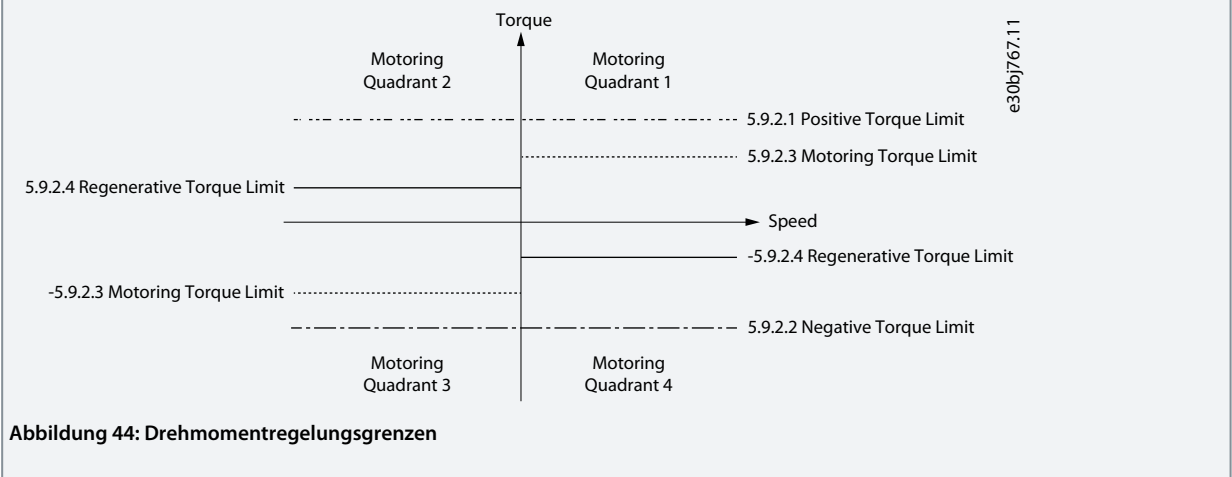 Torque
e30bj767.11
Motoring
Quadrant 2
Motoring
Quadrant 1
5.9.2.1 Positive Torque Limit
5.9.2.3 Motoring Torque Limit
5.9.2.4 Regenerative Torque Limit
Speed
-5.9.2.4 Regenerative Torque Limit
-5.9.2.3 Motoring Torque Limit
5.9.2.2 Negative Torque Limit
Motoring
Quadrant 3
Motoring
Quadrant 4
Abbildung 44: Drehmomentregelungsgrenzen